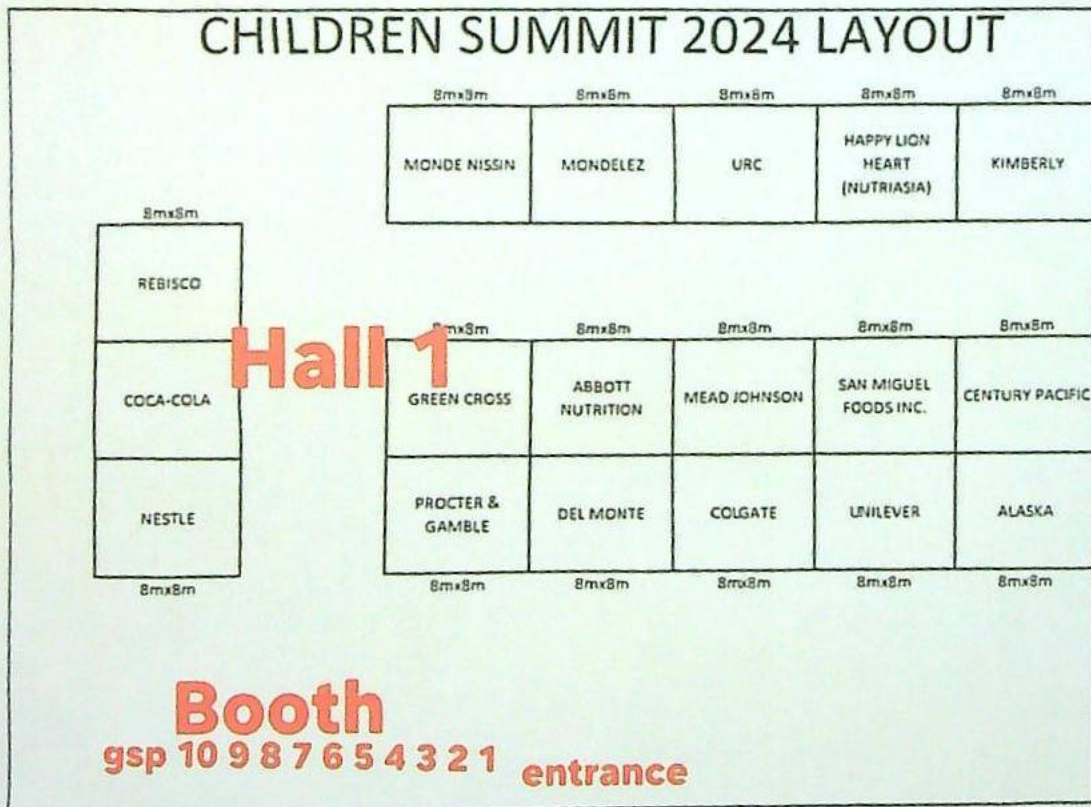 CHILDREN SUMMIT 2024 LAYOUT
8mx8m 8mx8m 8mx8m 8mx8m 8mx8m
MONDE NISSIN
MONDELEZ
URC
HAPPY LION
HEART
(NUTRIASIA)
KIMBERLY
8mx8m
REBISCO
COCA-COLA
NESTLE
8mx8m
Hall 1
8mx8m 8mx8m 8mx8m 8mx8m 8mx8m
GREEN CROSS
ABBOTT
NUTRITION
MEAD JOHNSON
SAN MIGUEL
FOODS INC.
CENTURY PACIFIC
PROCTER &
GAMBLE
DEL MONTE
COLGATE
UNILEVER
ALASKA
8mx8m 8mx8m 8mx8m 8mx8m 8mx8m
Booth
gsp 10 9 8 7 6 5 4 3 2 1 entrance